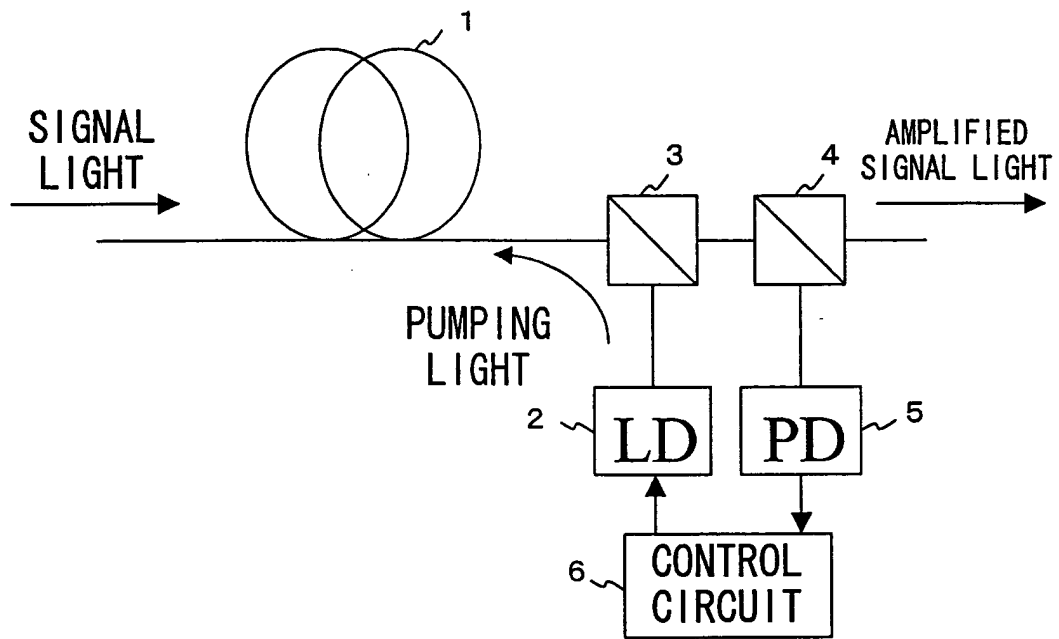 1
SIGNAL
LIGHT
3
4
AMPLIFIED
SIGNAL LIGHT
PUMPING
LIGHT
2
LD
PD
5
6
CONTROL
CIRCUIT